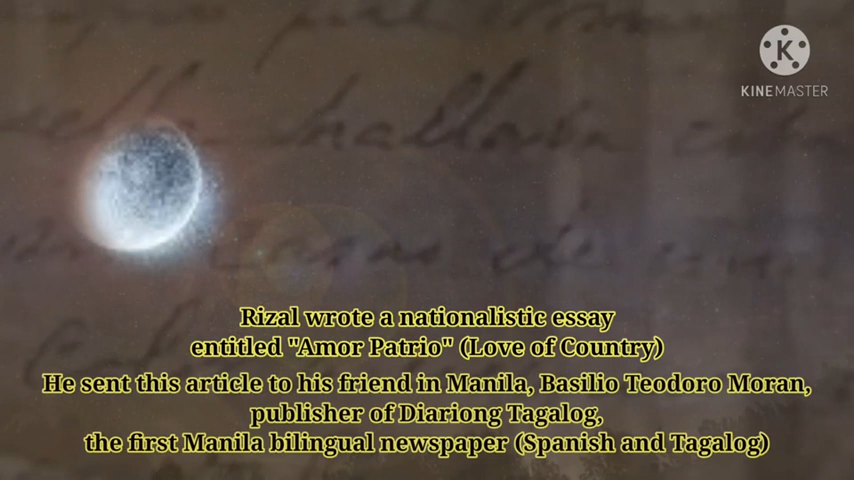 KINEMASTER
Rizal wrote a nationalistic essay
entitled "Amor Patrio" (Love of Country)
He sent this article to his friend in Manila, Basilio Teodoro Moran,
publisher of Diariong Tagalog,
the first Manila bilingual newspaper (Spanish and Tagalog)